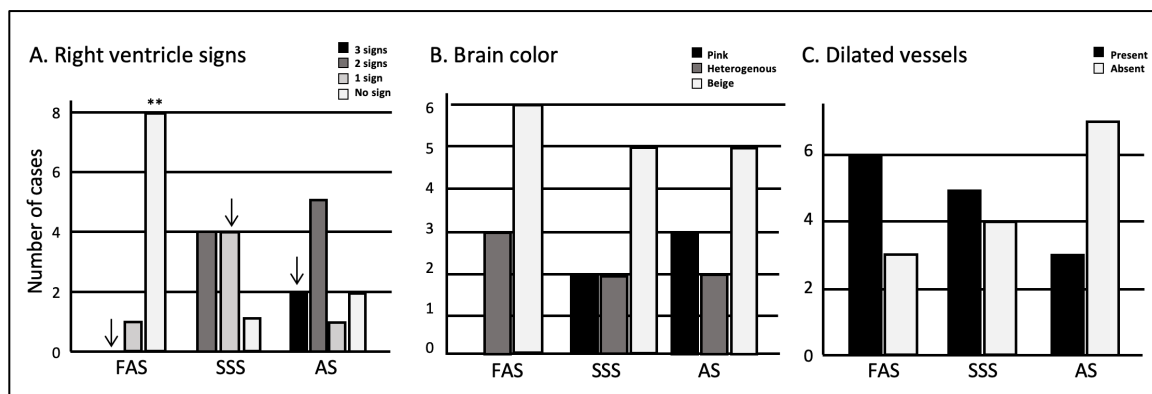 A. Right ventricle signs
3 signs
2 signs
1 sign
No sign
**
Number of cases
8
6
4
2
0
FAS SSS AS
B. Brain color
Pink
Heterogenous
Beige
6
5
4
3
2
1
0
FAS SSS AS
C. Dilated vessels
Present
Absent
6
4
2
0
FAS SSS AS